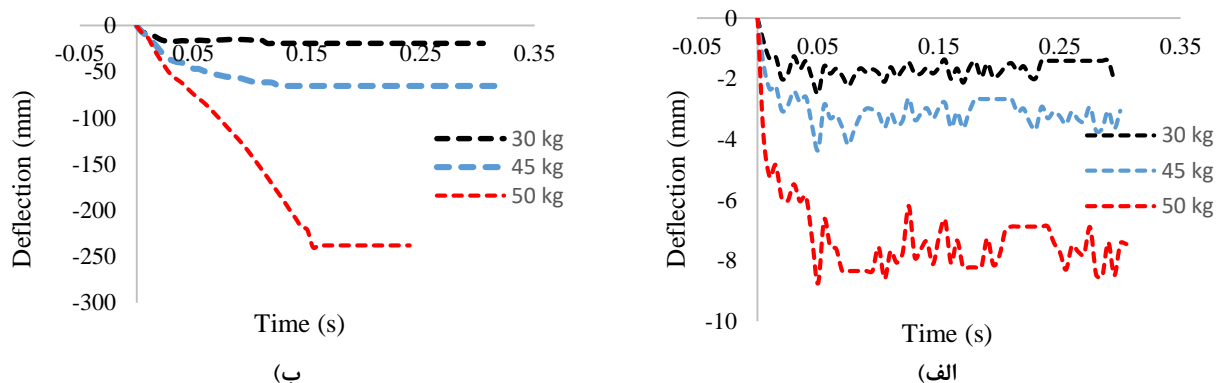 0
-50
-100
-150
-200
-250
-300
-0.05 0.05 0.15 0.25 0.35
Deflection (mm)
Time (s)
30 kg
45 kg
50 kg
ب)
0
-2
-4
-6
-8
-10
-0.05 0.05 0.15 0.25 0.35
Deflection (mm)
Time (s)
30 kg
45 kg
50 kg
الف)